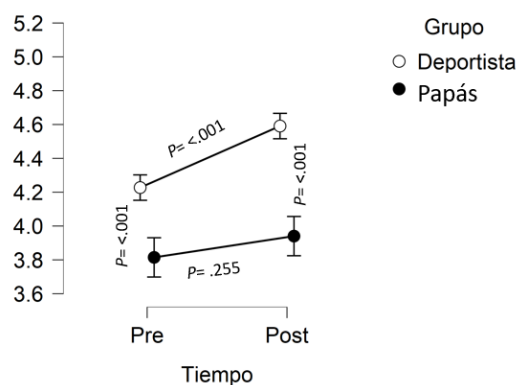 5.2
5.0
4.8
4.6
4.4
4.2
4.0
3.8
3.6
Grupo
Deportista
Papás
P= <.001
P= <.001
P= <.001
P= .255
Pre Post
Tiempo